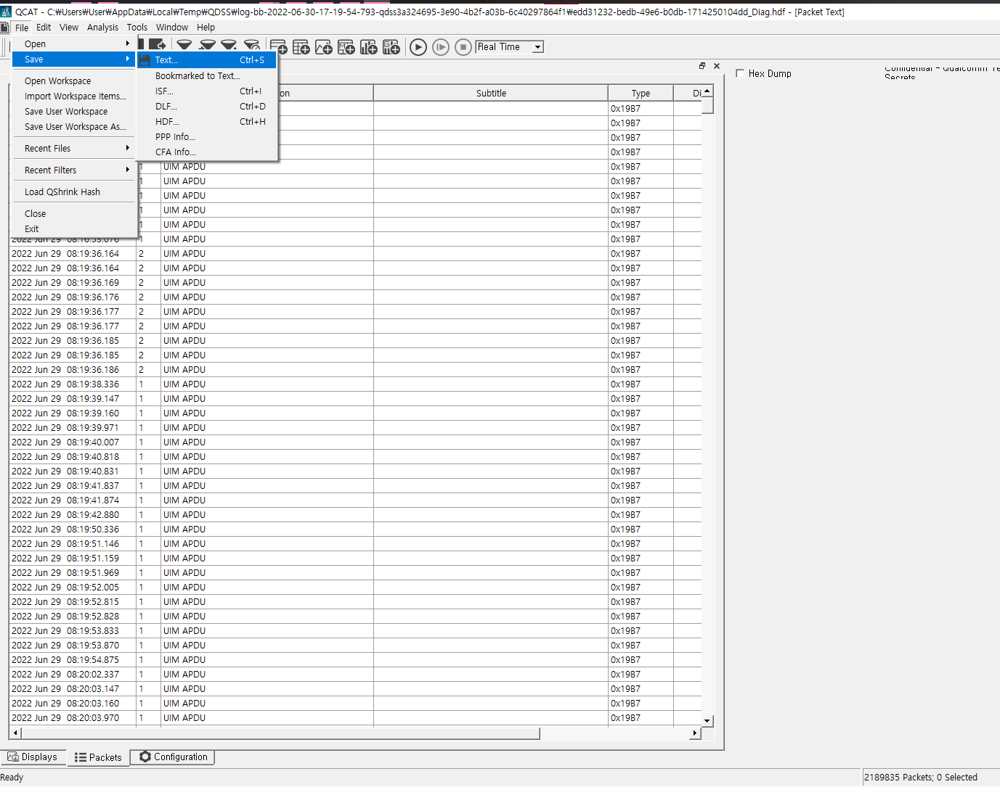 QCAT - C:₩Users₩User₩AppData₩Local₩Temp₩QDSS₩log-bb-2022-06-30-17-19-54-793-qdss3a324695-3e90-4b2f-a03b-6c40297864f1₩edd31232-bedb-49e6-b0db-1714250104dd_Diag.hdf - [Packet Text]
File Edit View Analysis Tools Window Help
Open
Save
Open Workspace
Import Workspace Items...
Save User Workspace
Save User Workspace As...
Recent Files
Recent Filters
Load QShrink Hash
Close
Exit
Text... Ctrl+S
Bookmarked to Text...
ISF... Ctrl+I
DLF... Ctrl+D
HDF... Ctrl+H
PPP Info...
CFA Info...
Real Time
Hex Dump
Confidential - Qualcomm
Secrets
Subtitle Type
0x19B7
0x19B7
0x19B7
0x19B7
1 UIM APDU 0x19B7
1 UIM APDU 0x19B7
1 UIM APDU 0x19B7
1 UIM APDU 0x19B7
1 UIM APDU 0x19B7
2022 Jun 29 08:16:53.076 1 UIM APDU 0x19B7
2022 Jun 29 08:19:36.164 2 UIM APDU 0x19B7
2022 Jun 29 08:19:36.164 2 UIM APDU 0x19B7
2022 Jun 29 08:19:36.169 2 UIM APDU 0x19B7
2022 Jun 29 08:19:36.176 2 UIM APDU 0x19B7
2022 Jun 29 08:19:36.177 2 UIM APDU 0x19B7
2022 Jun 29 08:19:36.177 2 UIM APDU 0x19B7
2022 Jun 29 08:19:36.185 2 UIM APDU 0x19B7
2022 Jun 29 08:19:36.185 2 UIM APDU 0x19B7
2022 Jun 29 08:19:36.186 2 UIM APDU 0x19B7
2022 Jun 29 08:19:38.336 1 UIM APDU 0x19B7
2022 Jun 29 08:19:39.147 1 UIM APDU 0x19B7
2022 Jun 29 08:19:39.160 1 UIM APDU 0x19B7
2022 Jun 29 08:19:39.971 1 UIM APDU 0x19B7
2022 Jun 29 08:19:40.007 1 UIM APDU 0x19B7
2022 Jun 29 08:19:40.818 1 UIM APDU 0x19B7
2022 Jun 29 08:19:40.831 1 UIM APDU 0x19B7
2022 Jun 29 08:19:41.837 1 UIM APDU 0x19B7
2022 Jun 29 08:19:41.874 1 UIM APDU 0x19B7
2022 Jun 29 08:19:42.880 1 UIM APDU 0x19B7
2022 Jun 29 08:19:50.336 1 UIM APDU 0x19B7
2022 Jun 29 08:19:51.146 1 UIM APDU 0x19B7
2022 Jun 29 08:19:51.159 1 UIM APDU 0x19B7
2022 Jun 29 08:19:51.969 1 UIM APDU 0x19B7
2022 Jun 29 08:19:52.005 1 UIM APDU 0x19B7
2022 Jun 29 08:19:52.815 1 UIM APDU 0x19B7
2022 Jun 29 08:19:52.828 1 UIM APDU 0x19B7
2022 Jun 29 08:19:53.833 1 UIM APDU 0x19B7
2022 Jun 29 08:19:53.870 1 UIM APDU 0x19B7
2022 Jun 29 08:19:54.875 1 UIM APDU 0x19B7
2022 Jun 29 08:20:02.337 1 UIM APDU 0x19B7
2022 Jun 29 08:20:03.147 1 UIM APDU 0x19B7
2022 Jun 29 08:20:03.160 1 UIM APDU 0x19B7
2022 Jun 29 08:20:03.970 1 UIM APDU 0x19B7
Displays Packets Configuration
Ready
2189835 Packets; 0 Selected